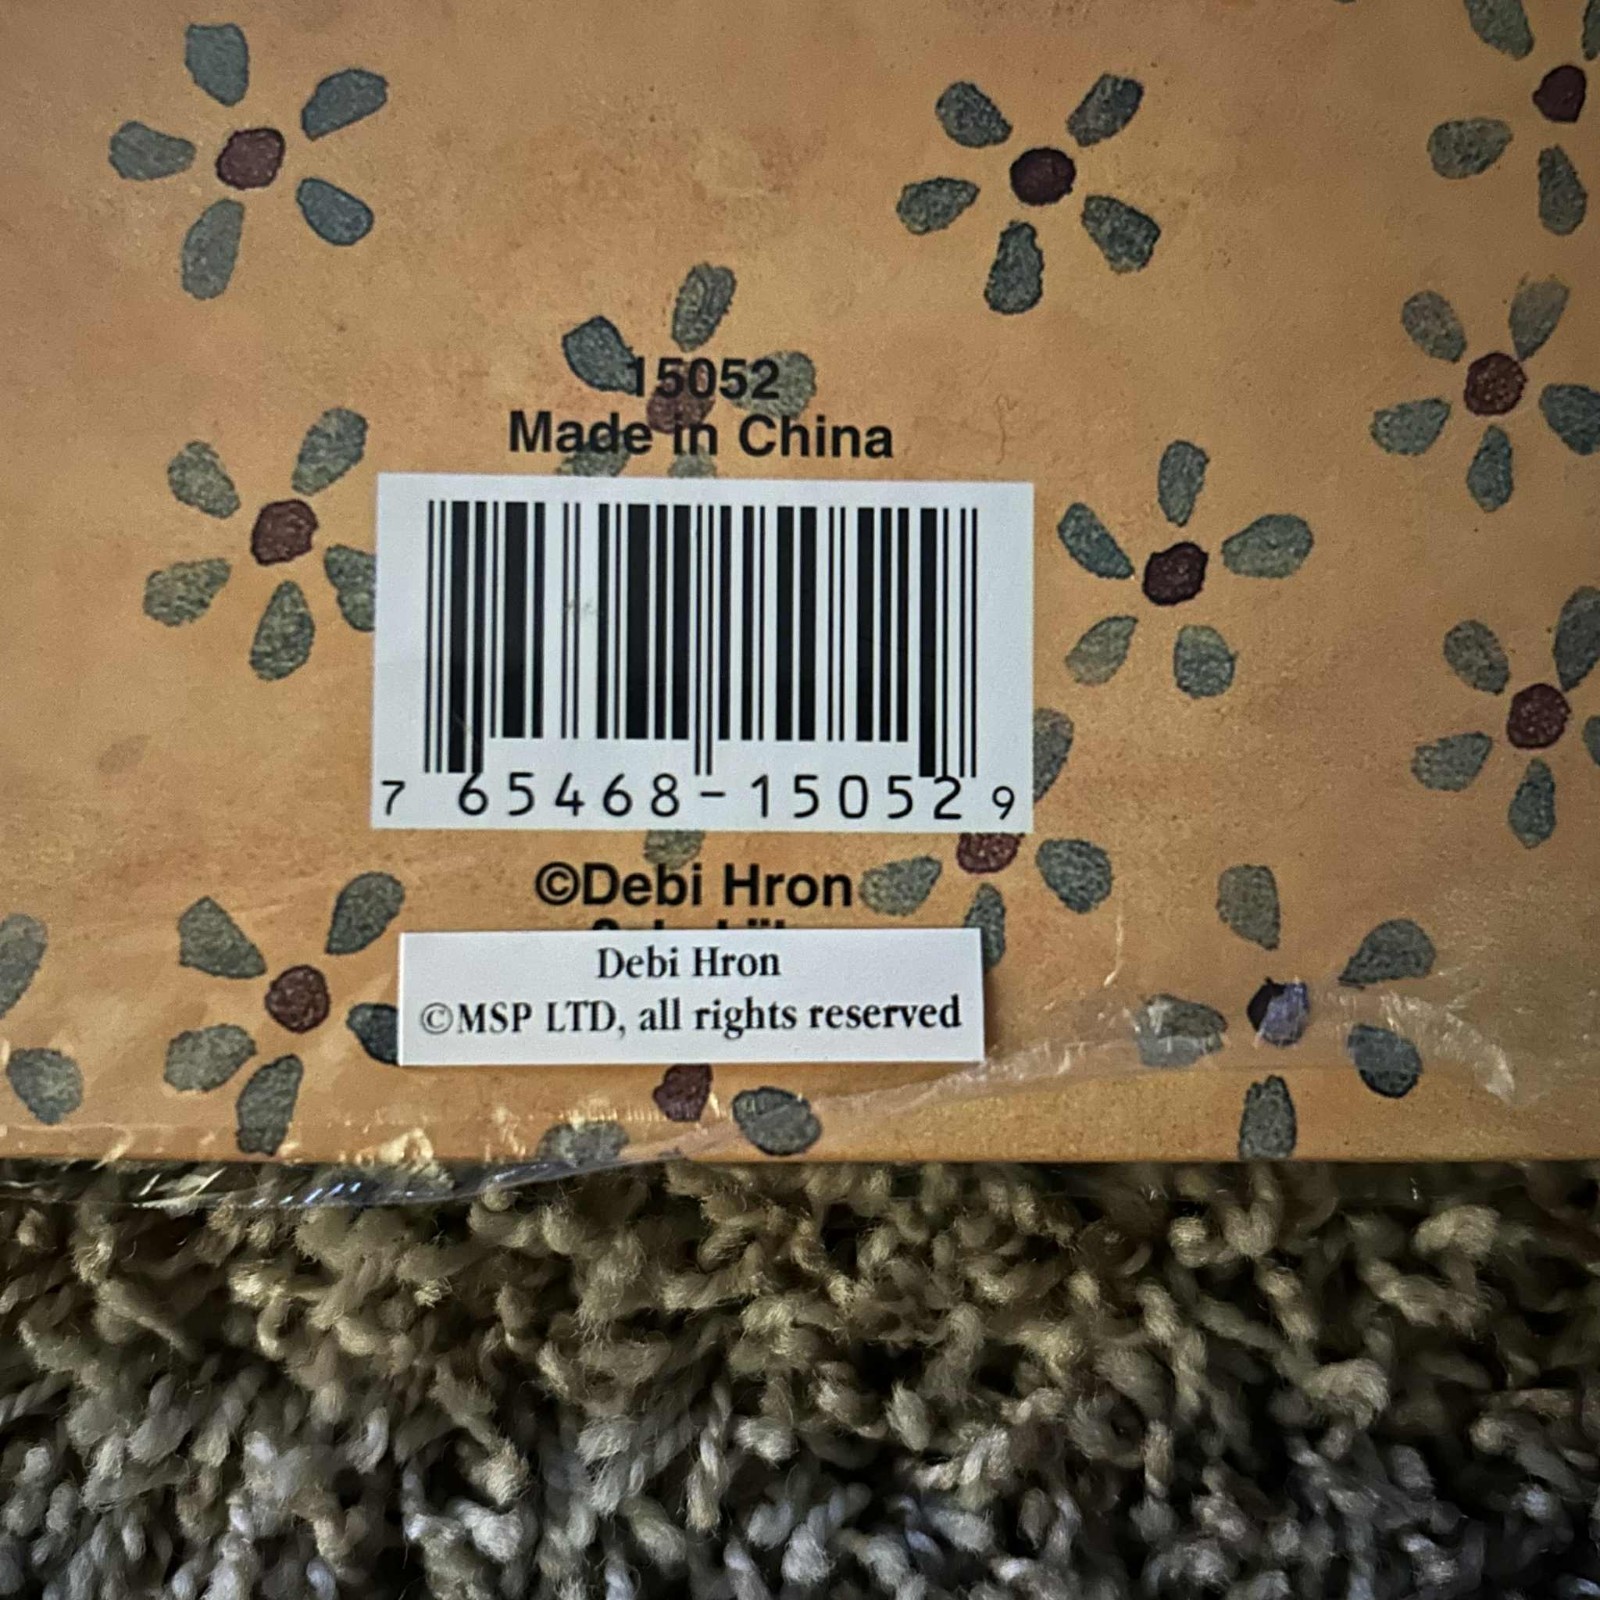 15052
Made in China
7 65468-15052 9
©Debi Hron
Debi Hron
©MSP LTD, all rights reserved